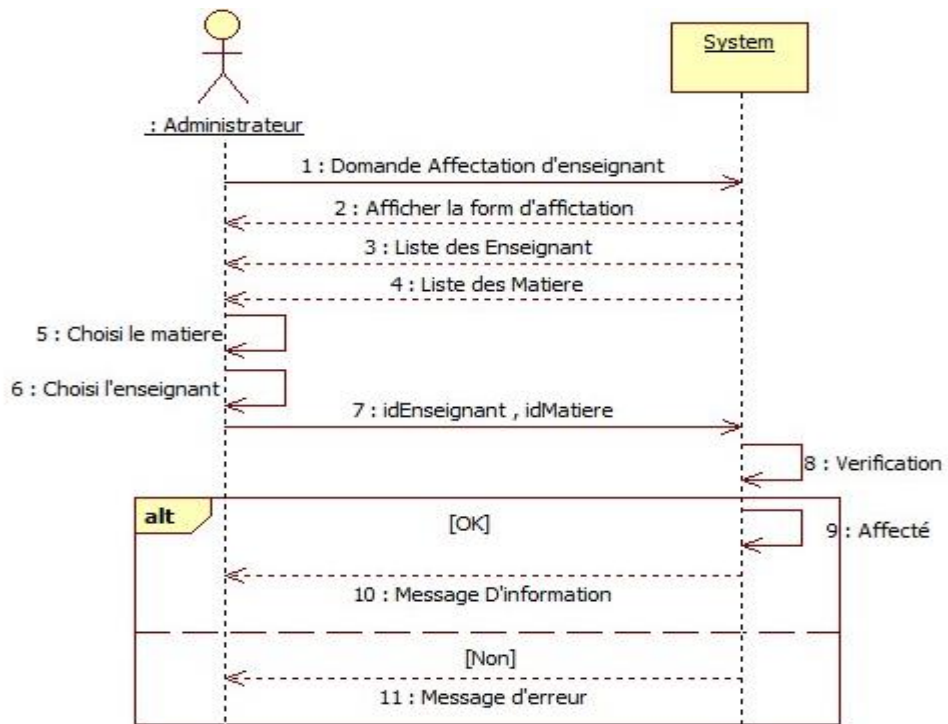 System
: Administrateur
1 : Domande Affectation d'enseignant
2 : Afficher la form d'affictation
3 : Liste des Enseignant
4 : Liste des Matiere
5 : Choisi le matiere
6 : Choisi l'enseignant
7 : idEnseignant , idMatiere
8 : Verification
alt
[OK]
9 : Affecté
10 : Message D'information
[Non]
11 : Message d'erreur